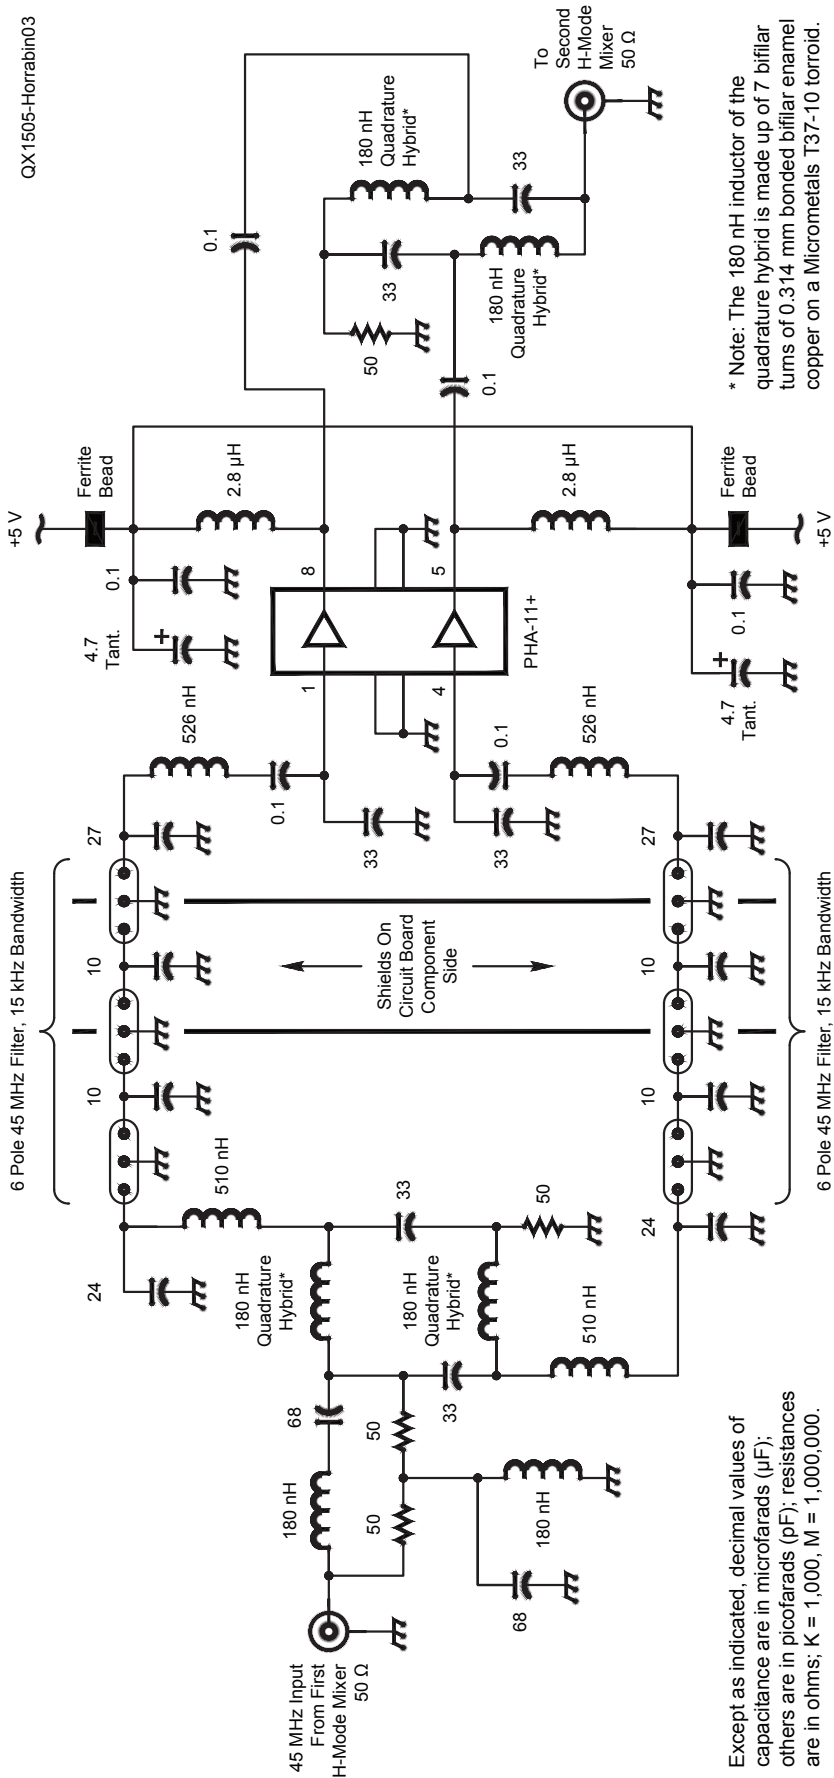 QX1505-Horrabin03
6 Pole 45 MHz Filter, 15 kHz Bandwidth
45 MHz Input
From First
H-Mode Mixer
50 Ω
180 nH
68
50
50
68
180 nH
180 nH
Quadrature
Hybrid*
33
33
180 nH
Quadrature
Hybrid*
50
24
510 nH
510 nH
24
10
10
27
10
10
27
Shields On
Circuit Board
Component
Side
526 nH
0.1
33
33
0.1
526 nH
4.7
Tant.
+
0.1
Ferrite
Bead
+5 V
2.8 µH
1
8
4
5
PHA-11+
2.8 µH
4.7
Tant.
+
0.1
Ferrite
Bead
+5 V
0.1
0.1
50
33
180 nH
Quadrature
Hybrid*
180 nH
Quadrature
Hybrid*
33
To
Second
H-Mode
Mixer
50 Ω
6 Pole 45 MHz Filter, 15 kHz Bandwidth
Except as indicated, decimal values of
capacitance are in microfarads (µF);
others are in picofarads (pF); resistances
are in ohms; K = 1,000, M = 1,000,000.
* Note: The 180 nH inductor of the
quadrature hybrid is made up of 7 bifilar
turns of 0.314 mm bonded bifilar enamel
copper on a Micrometals T37-10 torroid.